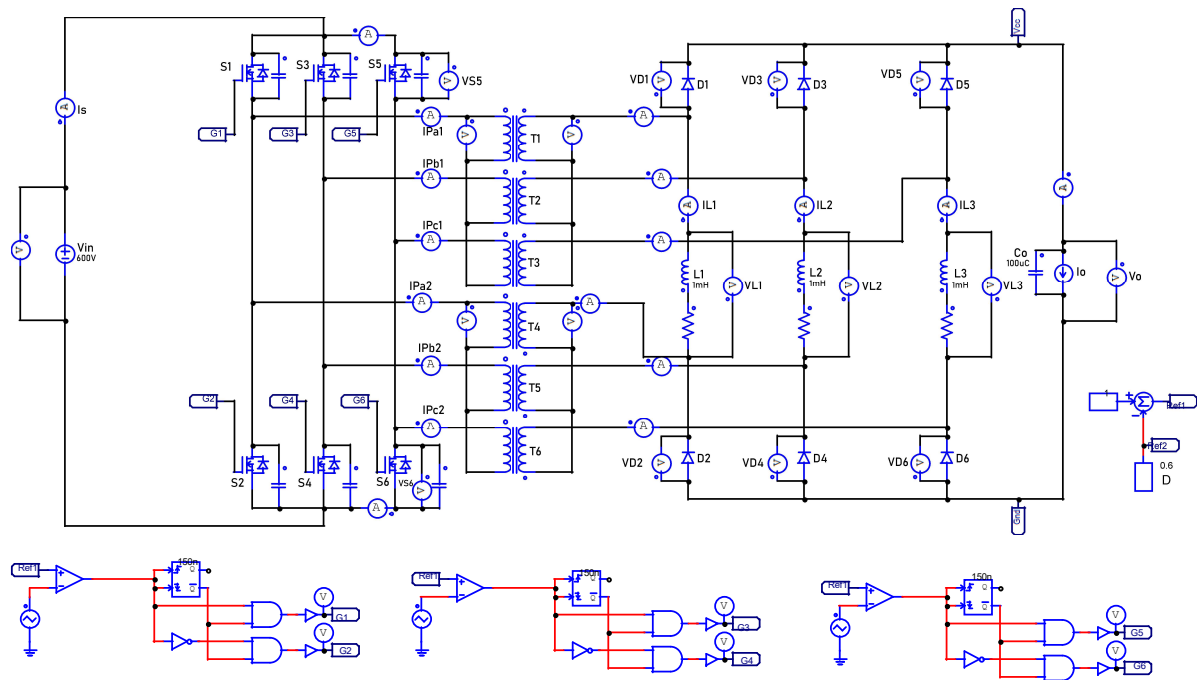 Vcc
A
S1
S3
S5
VS5
VD1
D1
VD3
D3
VD5
D5
A
Is
G1
G3
G5
A
IPa1
V
T1
V
A
IPb1
A
T2
A
IL1
A
IL2
A
IL3
A
IPc1
A
T3
A
V
Vin
600V
L1
1mH
VL1
L2
1mH
VL2
L3
1mH
VL3
Co
100uC
Io
V
Vo
IPa2
A
V
T4
V
A
IPb2
A
T5
A
G2
G4
G6
IPc2
A
T6
A
1
Σ
Ref1
Ref2
0.6
D
S2
S4
S6
VS6
V
VD2
D2
VD4
D4
VD6
D6
A
Gnd
Ref1
150n
Q
Q
V
G1
V
G2
Ref1
150n
Q
Q
V
G3
V
G4
Ref1
150n
Q
Q
V
G5
V
G6